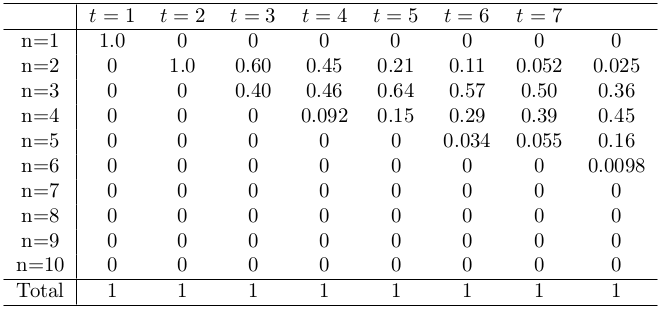 t = 1 t = 2 t = 3 t = 4 t = 5 t = 6 t = 7
n=1 1.0 0 0 0 0 0 0 0
n=2 0 1.0 0.60 0.45 0.21 0.11 0.052 0.025
n=3 0 0 0.40 0.46 0.64 0.57 0.50 0.36
n=4 0 0 0 0.092 0.15 0.29 0.39 0.45
n=5 0 0 0 0 0 0.034 0.055 0.16
n=6 0 0 0 0 0 0 0 0.0098
n=7 0 0 0 0 0 0 0 0
n=8 0 0 0 0 0 0 0 0
n=9 0 0 0 0 0 0 0 0
n=10 0 0 0 0 0 0 0 0
Total 1 1 1 1 1 1 1 1